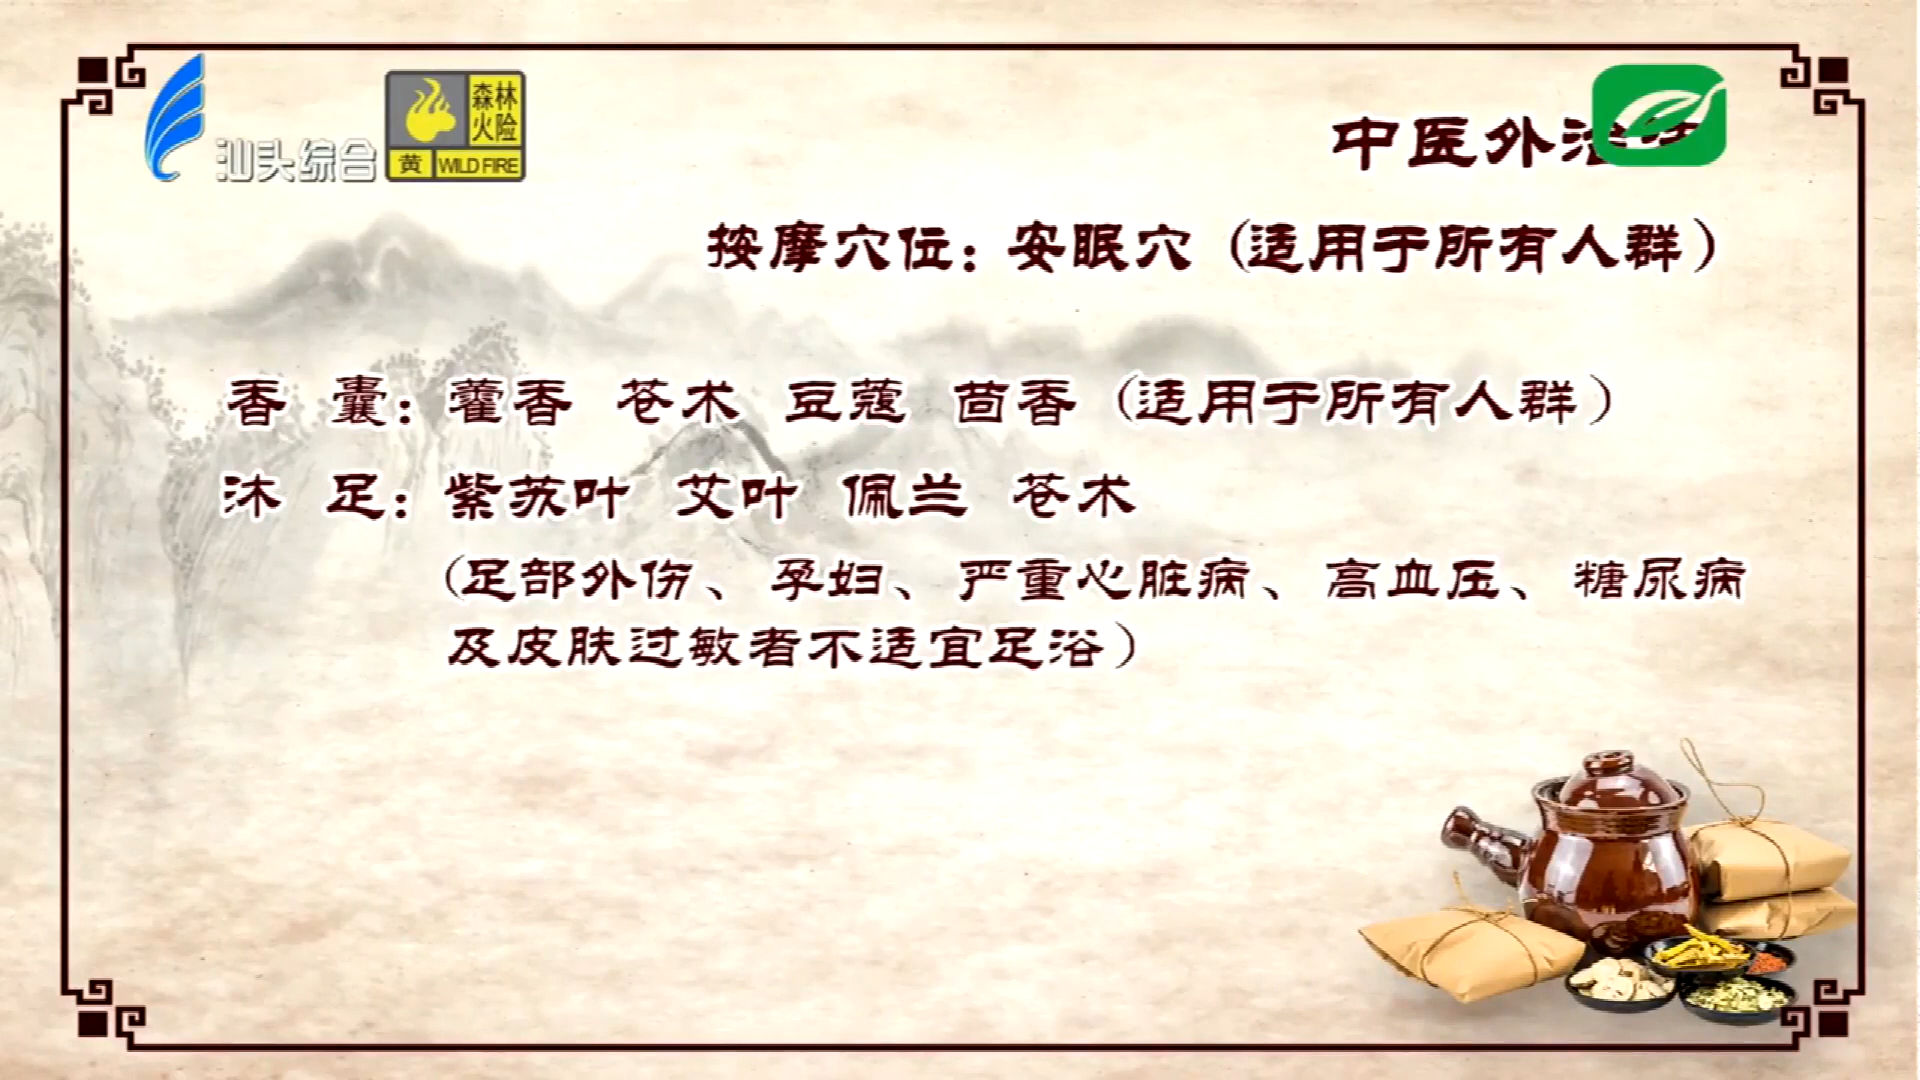 汕头综合
森林
火险
黄 WILD FIRE
中医外治
按摩穴位：安眠穴（适用于所有人群）
香 囊：藿香 苍术 豆蔻 茴香（适用于所有人群）
沐 足：紫苏叶 艾叶 佩兰 苍术
（足部外伤、孕妇、严重心脏病、高血压、糖尿病
及皮肤过敏者不适宜足浴）